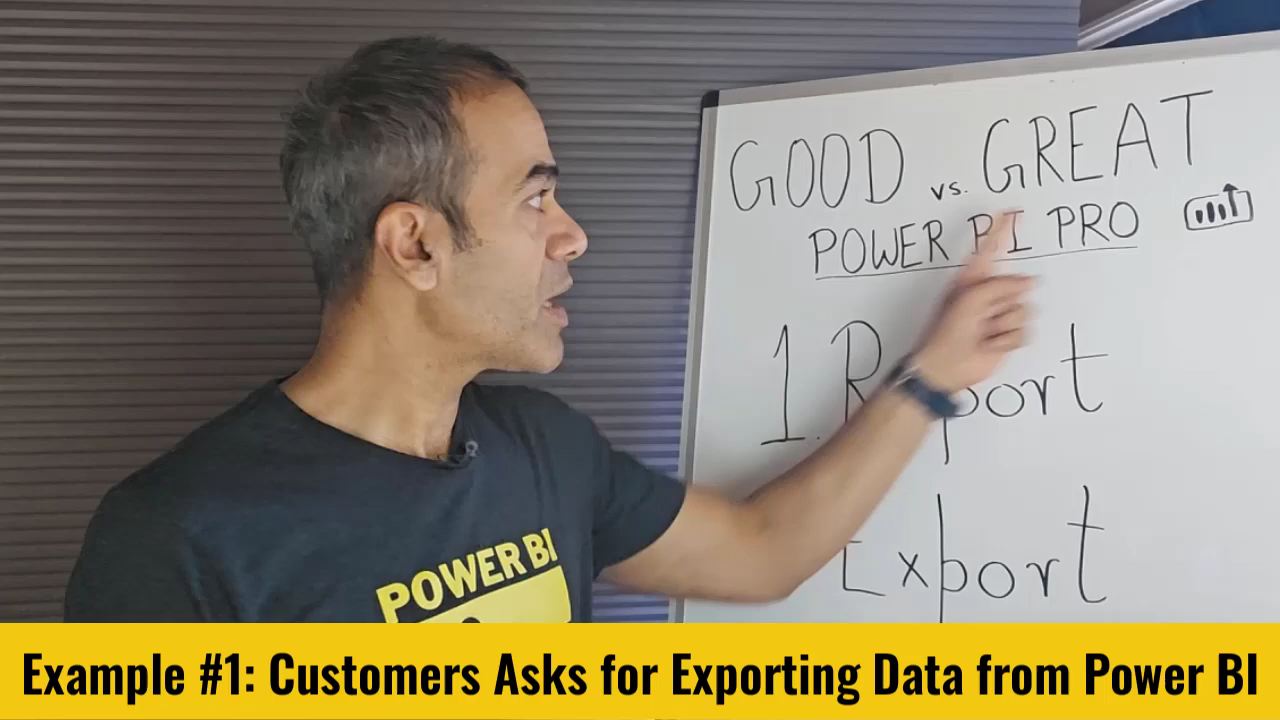 GOOD vs. GREAT
POWER BI PRO
1. Report
Export
POWER BI
Example #1: Customers Asks for Exporting Data from Power BI